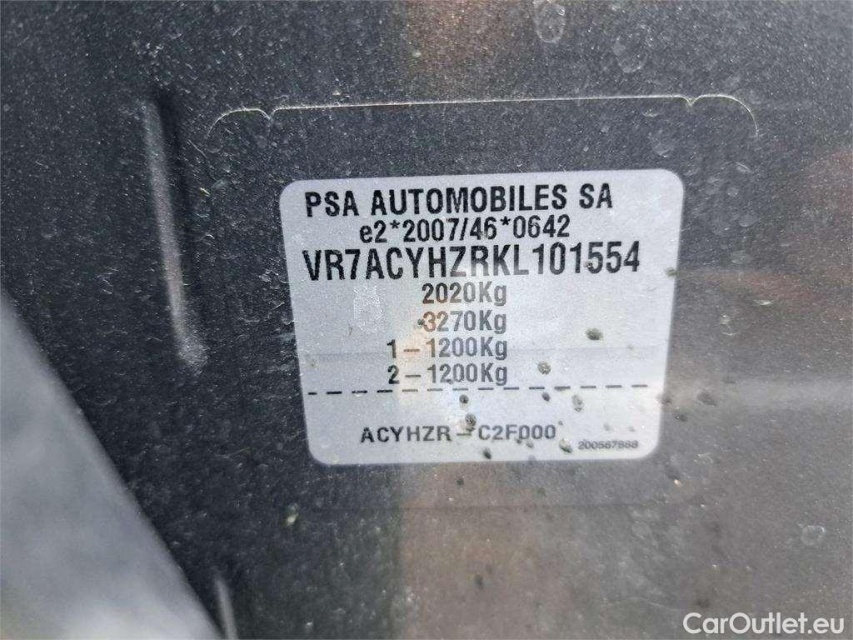 PSA AUTOMOBILES SA
e2*2007/46*0642
VR7ACYHZRKL101554
2020Kg
3270Kg
1-1200Kg
2-1200Kg
ACYHZR-C2F000
200567868
CarOutlet.eu